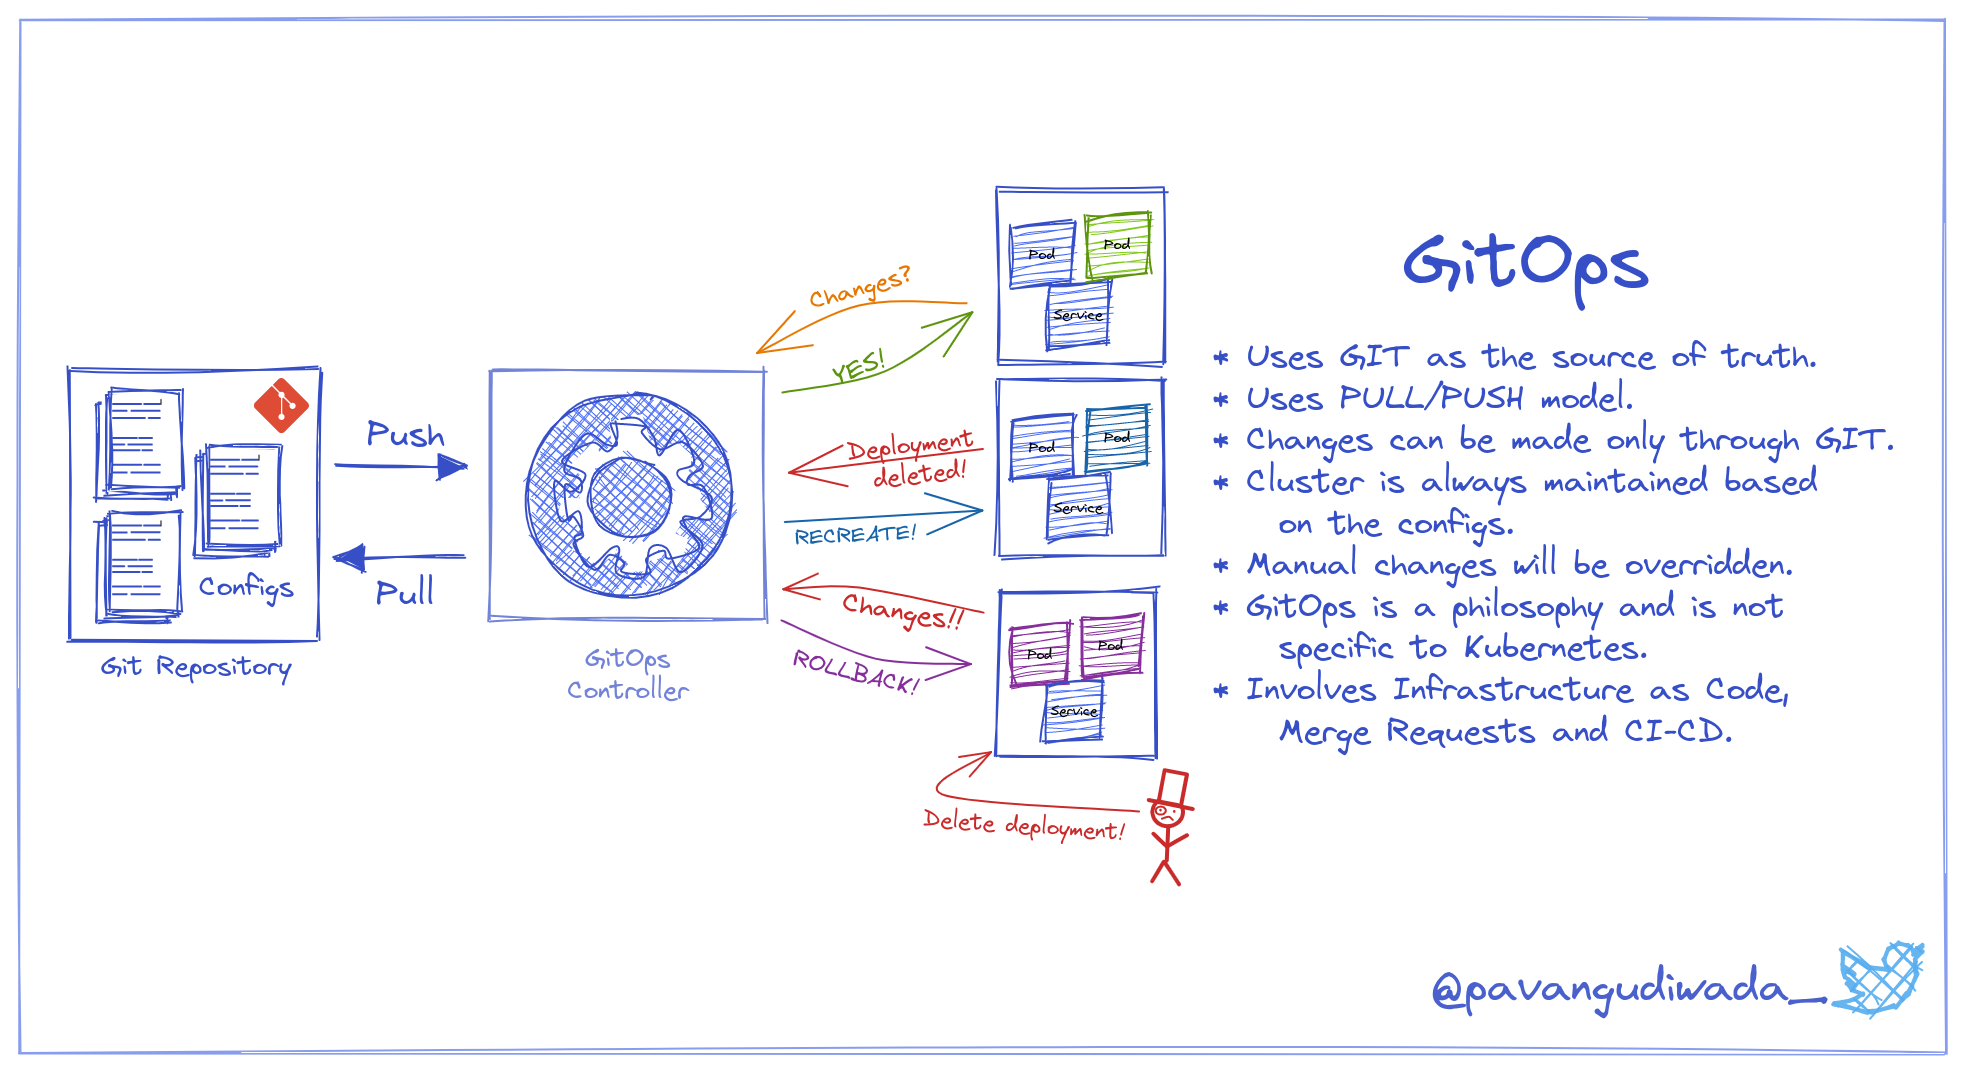 GitOps
* Uses GIT as the source of truth.
* Uses PULL/PUSH model.
* Changes can be made only through GIT.
* Cluster is always maintained based
on the configs.
* Manual changes will be overridden.
* GitOps is a philosophy and is not
specific to Kubernetes.
* Involves Infrastructure as Code,
Merge Requests and CI-CD.
Configs
Git Repository
Push
Pull
GitOps
Controller
Changes?
YES!
Deployment
deleted!
RECREATE!
Changes!!
ROLLBACK!
Pod
Pod
Service
Pod
Pod
Service
Pod
Pod
Service
Delete deployment!
@pavangudiwada_